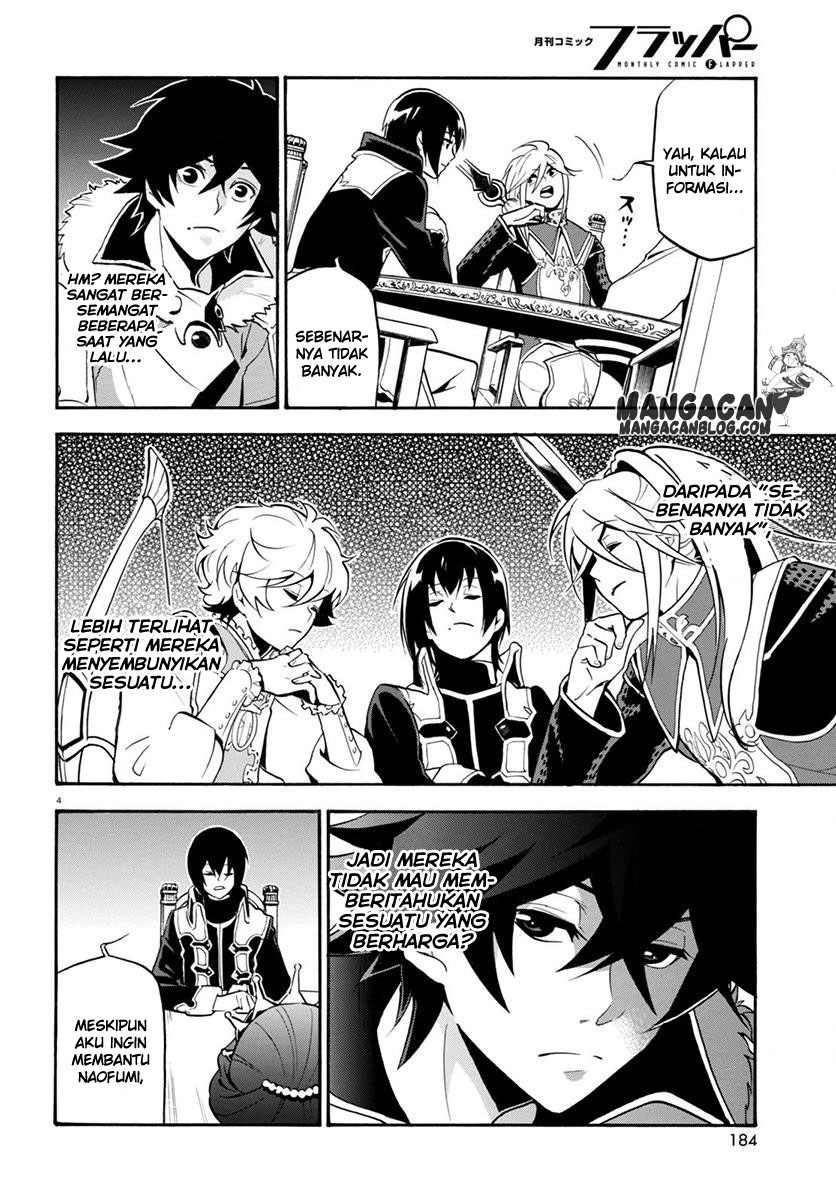 月刊コミック
フラッパー
MONTHLY COMIC FLAPPER
YAH, KALAU
UNTUK IN-
FORMASI...
スッ...
SEBENAR-
NYA TIDAK
BANYAK.
HM? MEREKA
SANGAT BER-
SEMANGAT
BEBERAPA
SAAT YANG
LALU...
MANGACAN
MANGACANBLOG.COM
DARIPADA "SE-
BENARNYA TIDAK
BANYAK",
LEBIH TERLIHAT
SEPERTI MEREKA
MENYEMBUNYIKAN
SESUATU...
4
JADI MEREKA
TIDAK MAU MEM-
BERITAHUKAN
SESUATU YANG
BERHARGA?
MESKIPUN
AKU INGIN
MEMBANTU
NAOFUMI,
184